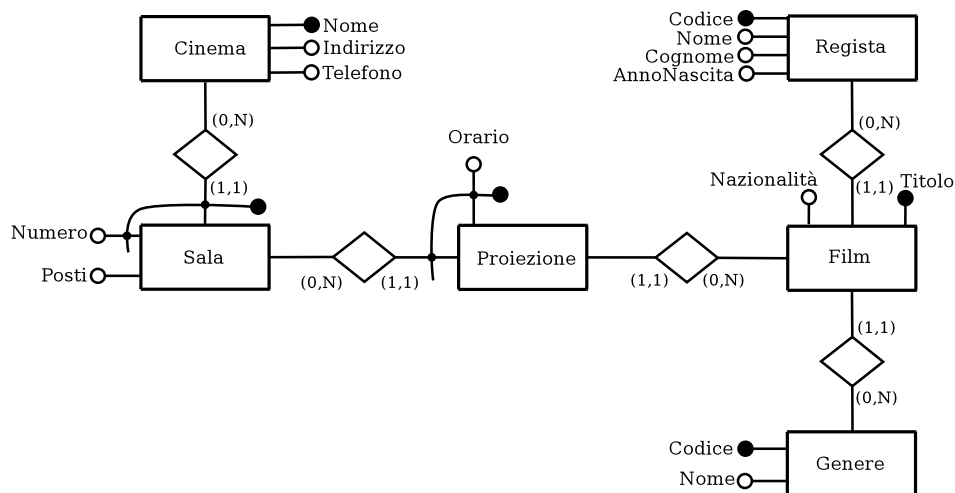 Cinema
Nome
Indirizzo
Telefono
Codice
Nome
Cognome
AnnoNascita
Regista
(0,N)
(0,N)
Orario
(1,1)
Nazionalità
(1,1)
Titolo
Numero
Sala
Posti
(0,N)
(1,1)
Proiezione
(1,1)
(0,N)
Film
(1,1)
(0,N)
Codice
Nome
Genere